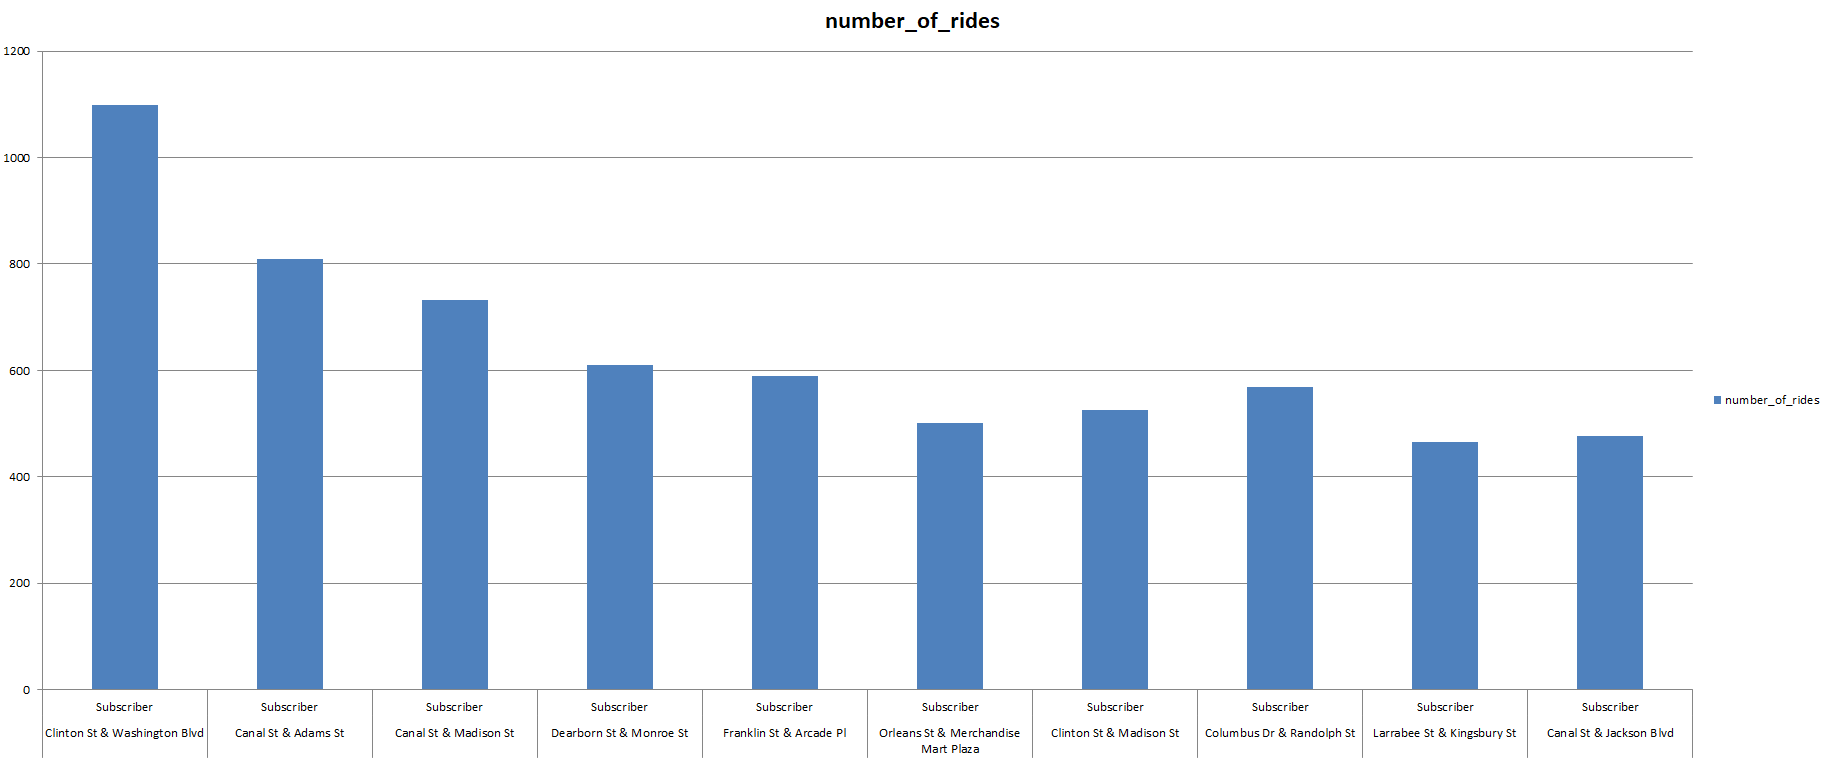 number_of_rides
1200
1000
800
600
400
200
0
Subscriber Subscriber Subscriber Subscriber Subscriber Subscriber Subscriber Subscriber Subscriber Subscriber
Clinton St & Washington Blvd Canal St & Adams St Canal St & Madison St Dearborn St & Monroe St Franklin St & Arcade Pl Orleans St & Merchandise Clinton St & Madison St Columbus Dr & Randolph St Larrabee St & Kingsbury St Canal St & Jackson Blvd
Mart Plaza
number_of_rides